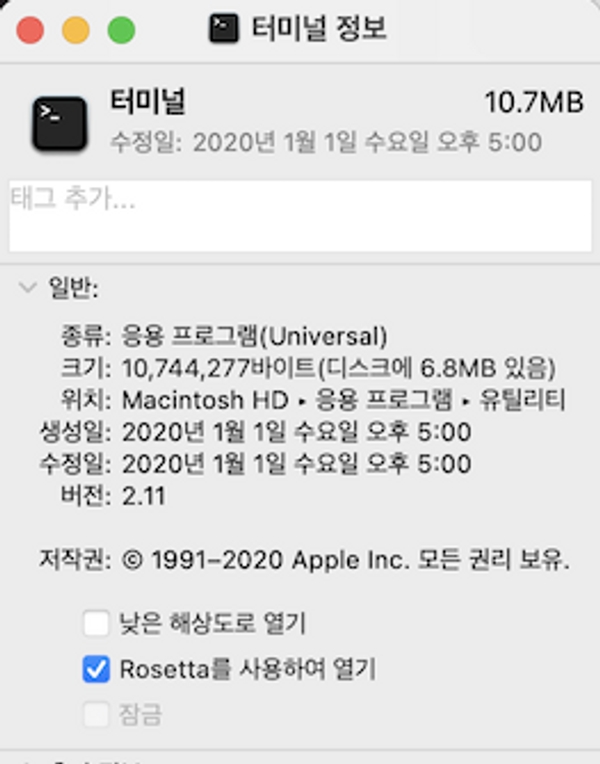 터미널 정보
터미널 10.7MB
수정일: 2020년 1월 1일 수요일 오후 5:00
태그 추가...
일반:
종류: 응용 프로그램(Universal)
크기: 10,744,277바이트(디스크에 6.8MB 있음)
위치: Macintosh HD ▸ 응용 프로그램 ▸ 유틸리티
생성일: 2020년 1월 1일 수요일 오후 5:00
수정일: 2020년 1월 1일 수요일 오후 5:00
버전: 2.11
저작권: © 1991–2020 Apple Inc. 모든 권리 보유.
낮은 해상도로 열기
Rosetta를 사용하여 열기
잠금